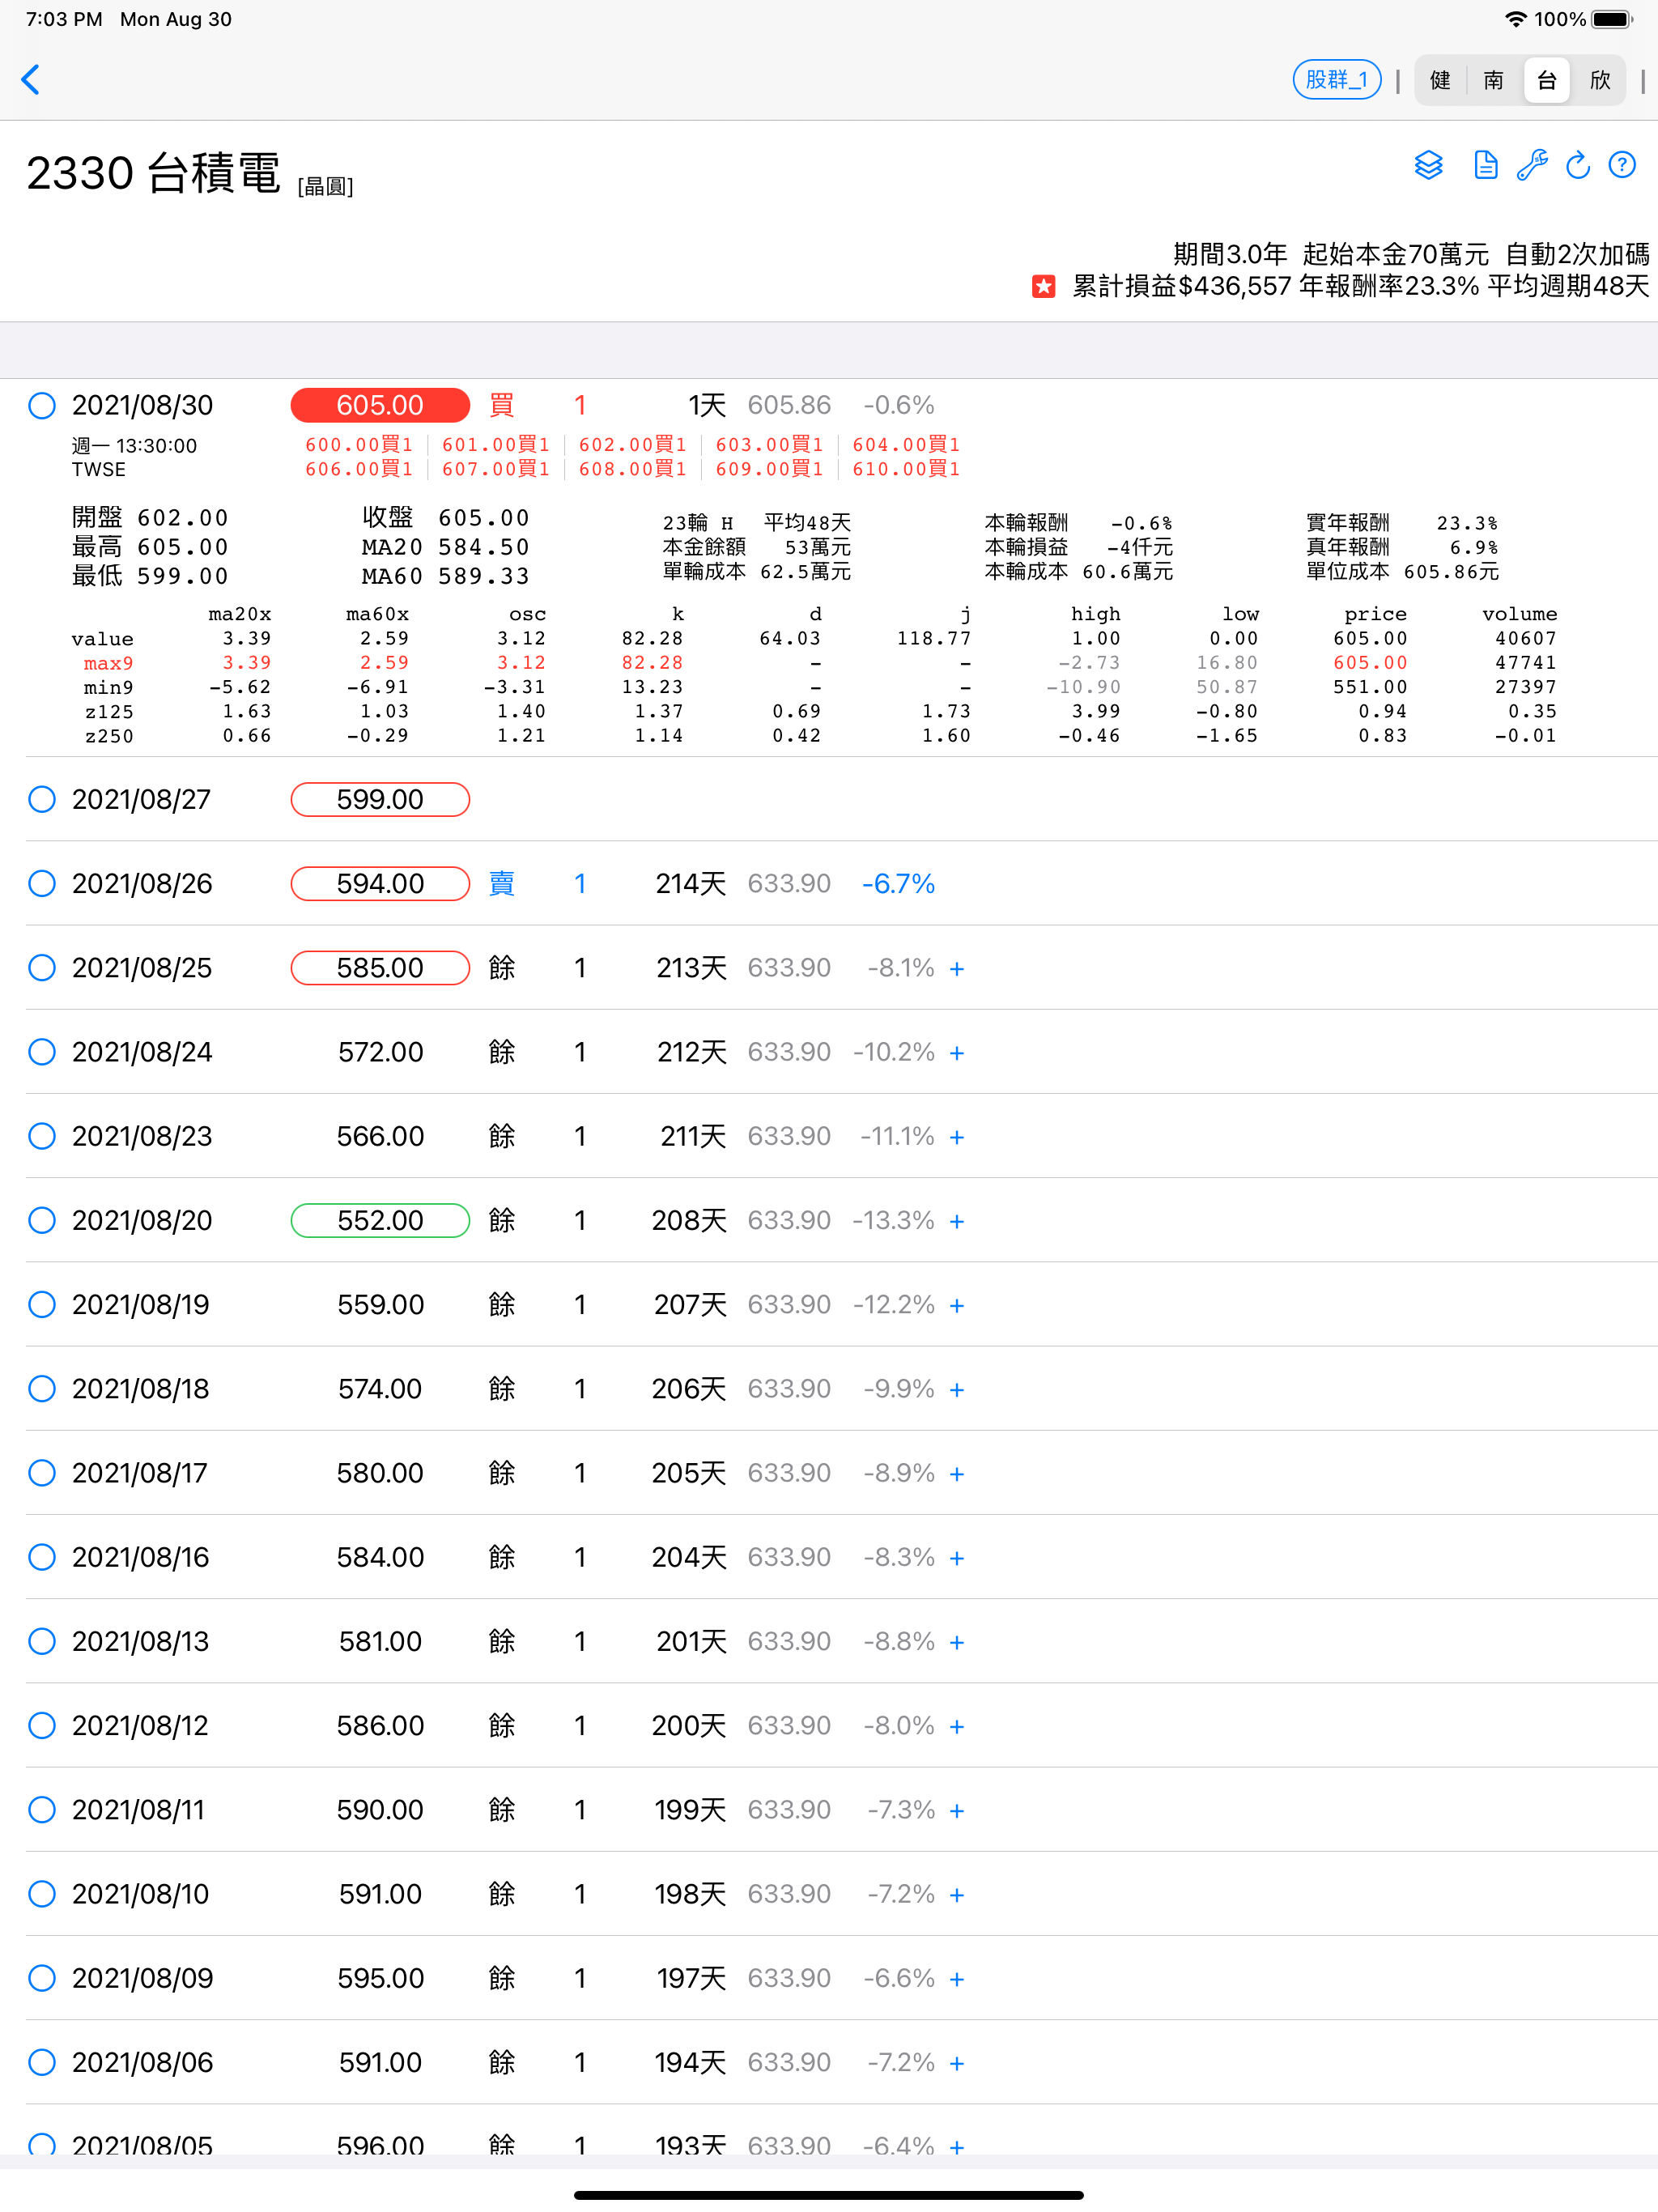 7:03 PM Mon Aug 30 100%
股群_1 | 健 南 台 欣 |
2330 台積電 [晶圓]
期間3.0年 起始本金70萬元 自動2次加碼
累計損益$436,557 年報酬率23.3% 平均週期48天
2021/08/30 605.00 買 1 1天 605.86 -0.6%
週一 13:30:00 600.00買1 601.00買1 602.00買1 603.00買1 604.00買1
TWSE 606.00買1 607.00買1 608.00買1 609.00買1 610.00買1
開盤 602.00 收盤 605.00 23輪 H 平均48天 本輪報酬 -0.6% 實年報酬 23.3%
最高 605.00 MA20 584.50 本金餘額 53萬元 本輪損益 -4仟元 真年報酬 6.9%
最低 599.00 MA60 589.33 單輪成本 62.5萬元 本輪成本 60.6萬元 單位成本 605.86元
ma20x ma60x osc k d j high low price volume
value 3.39 2.59 3.12 82.28 64.03 118.77 1.00 0.00 605.00 40607
max9 3.39 2.59 3.12 82.28 - - -2.73 16.80 605.00 47741
min9 -5.62 -6.91 -3.31 13.23 - - -10.90 50.87 551.00 27397
z125 1.63 1.03 1.40 1.37 0.69 1.73 3.99 -0.80 0.94 0.35
z250 0.66 -0.29 1.21 1.14 0.42 1.60 -0.46 -1.65 0.83 -0.01
2021/08/27 599.00
2021/08/26 594.00 賣 1 214天 633.90 -6.7%
2021/08/25 585.00 餘 1 213天 633.90 -8.1% +
2021/08/24 572.00 餘 1 212天 633.90 -10.2% +
2021/08/23 566.00 餘 1 211天 633.90 -11.1% +
2021/08/20 552.00 餘 1 208天 633.90 -13.3% +
2021/08/19 559.00 餘 1 207天 633.90 -12.2% +
2021/08/18 574.00 餘 1 206天 633.90 -9.9% +
2021/08/17 580.00 餘 1 205天 633.90 -8.9% +
2021/08/16 584.00 餘 1 204天 633.90 -8.3% +
2021/08/13 581.00 餘 1 201天 633.90 -8.8% +
2021/08/12 586.00 餘 1 200天 633.90 -8.0% +
2021/08/11 590.00 餘 1 199天 633.90 -7.3% +
2021/08/10 591.00 餘 1 198天 633.90 -7.2% +
2021/08/09 595.00 餘 1 197天 633.90 -6.6% +
2021/08/06 591.00 餘 1 194天 633.90 -7.2% +
2021/08/05 596.00 餘 1 193天 633.90 -6.4% +